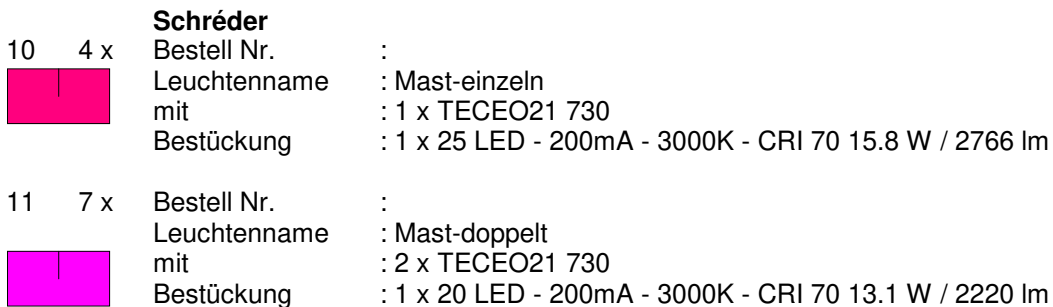 Schréder
10 4 x Bestell Nr. :
Leuchtenname : Mast-einzeln
mit : 1 x TECEO21 730
Bestückung : 1 x 25 LED - 200mA - 3000K - CRI 70 15.8 W / 2766 lm
11 7 x Bestell Nr. :
Leuchtenname : Mast-doppelt
mit : 2 x TECEO21 730
Bestückung : 1 x 20 LED - 200mA - 3000K - CRI 70 13.1 W / 2220 lm